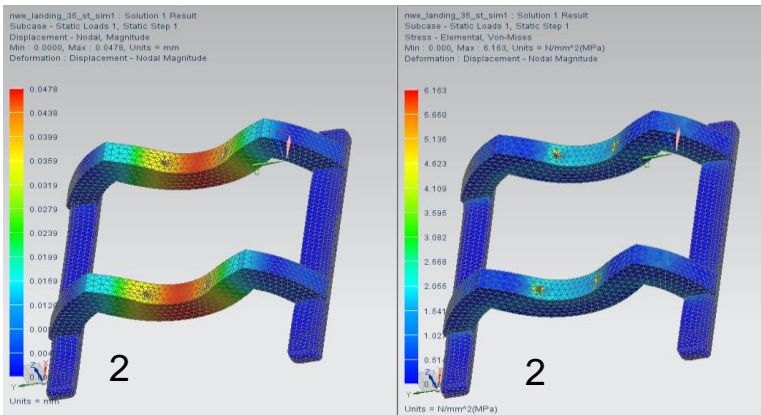 nwe_landing_35_st_sim1 : Solution 1 Result
Subcase - Static Loads 1, Static Step 1
Displacement - Nodal, Magnitude
Min : 0.0000, Max : 0.0478, Units = mm
Deformation : Displacement - Nodal Magnitude
0.0478
0.0438
0.0399
0.0359
0.0319
0.0279
0.0239
0.0199
0.0159
2
Z
X
Y
Units = mm
nwe_landing_35_st_sim1 : Solution 1 Result
Subcase - Static Loads 1, Static Step 1
Stress - Elemental, Von-Mises
Min : 0.000, Max : 6.163, Units = N/mm^2(MPa)
Deformation : Displacement - Nodal Magnitude
6.163
5.650
5.136
4.623
4.109
3.595
3.082
2.568
2.055
1.541
1.027
0.514
2
Z
X
Y
Units = N/mm^2(MPa)